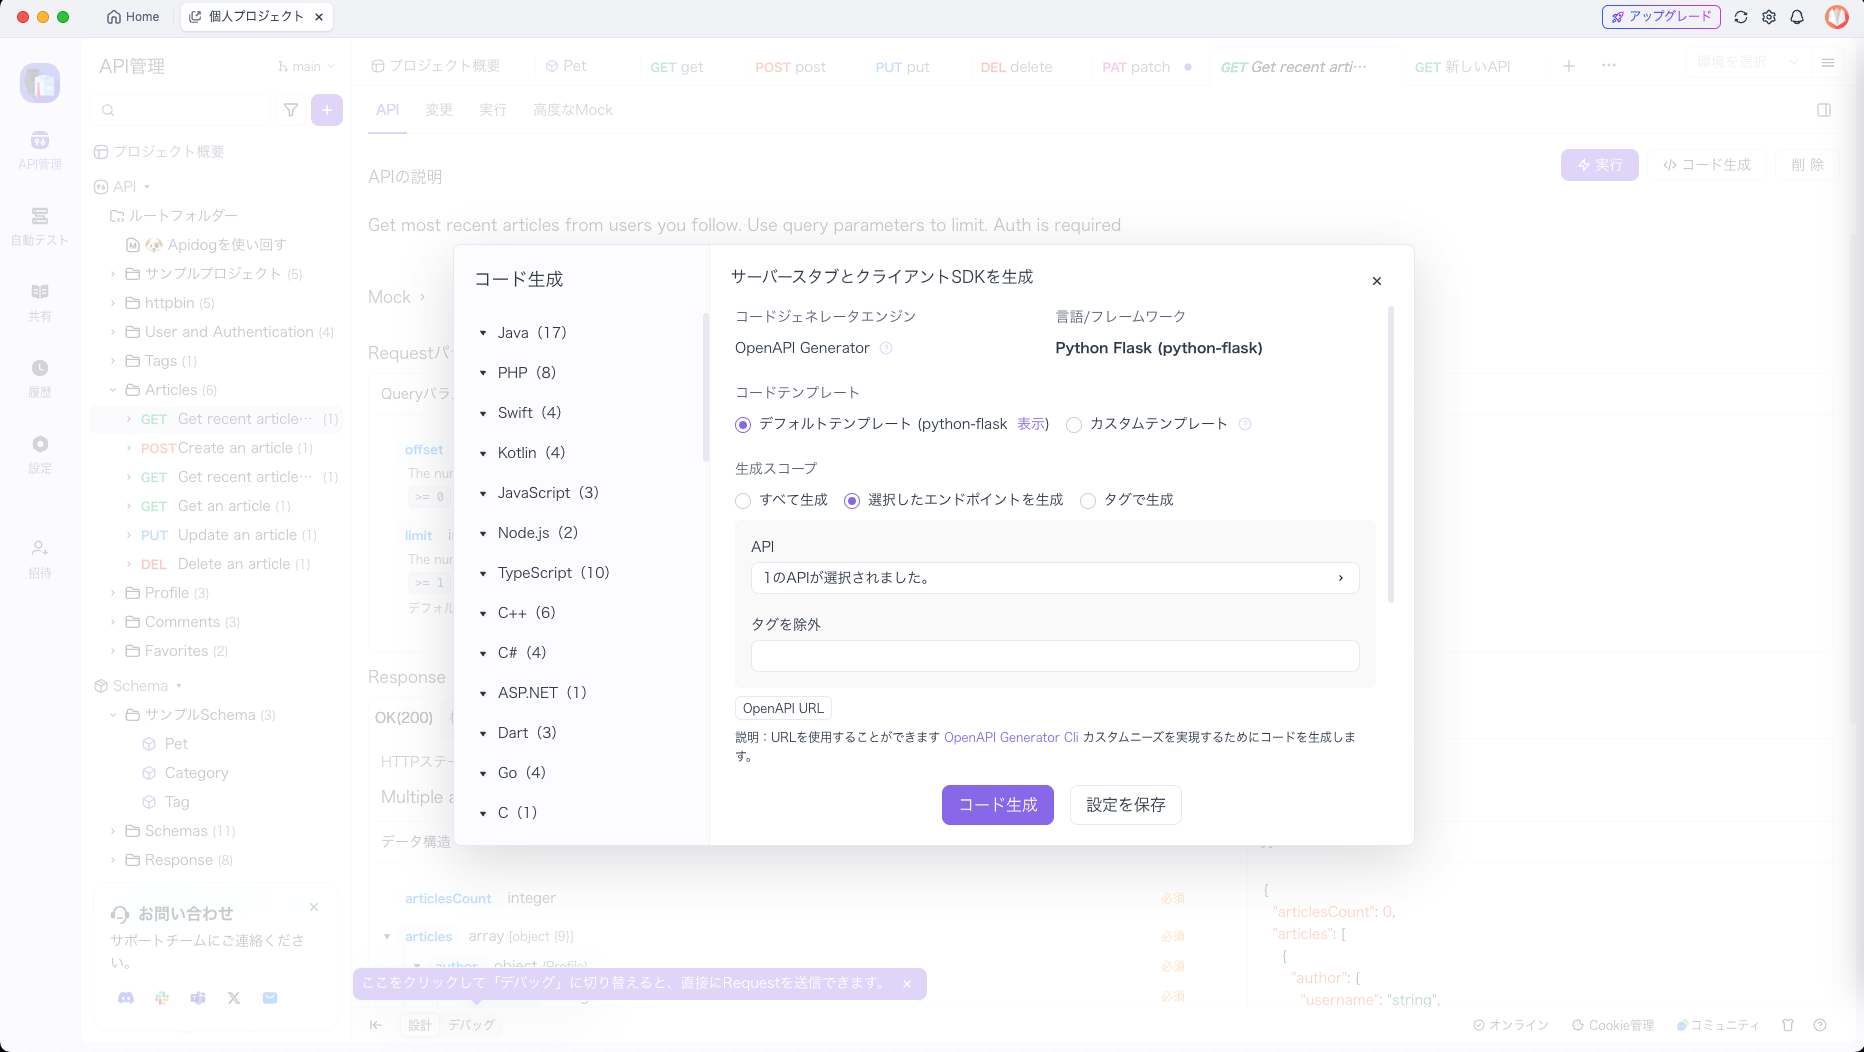 Home
個人プロジェクト
アップグレード
API管理
main
プロジェクト概要
Pet
GET get
POST post
PUT put
DEL delete
PAT patch
GET Get recent arti…
GET 新しいAPI
環境を選択
API
変更
実行
高度なMock
API管理
自動テスト
共有
履歴
設定
招待
プロジェクト概要
API
ルートフォルダー
Apidogを使い回す
サンプルプロジェクト (5)
httpbin (5)
User and Authentication (4)
Tags (1)
Articles (6)
GET Get recent article… (1)
POST Create an article (1)
GET Get recent article… (1)
GET Get an article (1)
PUT Update an article (1)
DEL Delete an article (1)
Profile (3)
Comments (3)
Favorites (2)
Schema
サンプルSchema (3)
Pet
Category
Tag
Schemas (11)
Response (8)
お問い合わせ
サポートチームにご連絡ください。
APIの説明
実行
コード生成
削 除
Get most recent articles from users you follow. Use query parameters to limit. Auth is required
Mock
Requestパ
Queryパラ
offset
The nur
>= 0
limit
The nur
>= 1
デフォル
Response
OK(200)
HTTPステー
Multiple a
データ構造
articlesCount integer 必須
articles array [object {9}] 必須
author object (Profile) 必須
必須
{
"articlesCount": 0,
"articles": [
{
"author": {
"username": "string",
コード生成
Java（17）
PHP（8）
Swift（4）
Kotlin（4）
JavaScript（3）
Node.js（2）
TypeScript（10）
C++（6）
C#（4）
ASP.NET（1）
Dart（3）
Go（4）
C（1）
サーバースタブとクライアントSDKを生成
コードジェネレータエンジン
言語/フレームワーク
OpenAPI Generator
Python Flask (python-flask)
コードテンプレート
デフォルトテンプレート (python-flask 表示)
カスタムテンプレート
生成スコープ
すべて生成
選択したエンドポイントを生成
タグで生成
API
1のAPIが選択されました。
タグを除外
OpenAPI URL
説明：URLを使用することができます OpenAPI Generator Cli カスタムニーズを実現するためにコードを生成しま
す。
コード生成
設定を保存
ここをクリックして「デバッグ」に切り替えると、直接にRequestを送信できます。
設計
デバッグ
オンライン
Cookie管理
コミュニティ